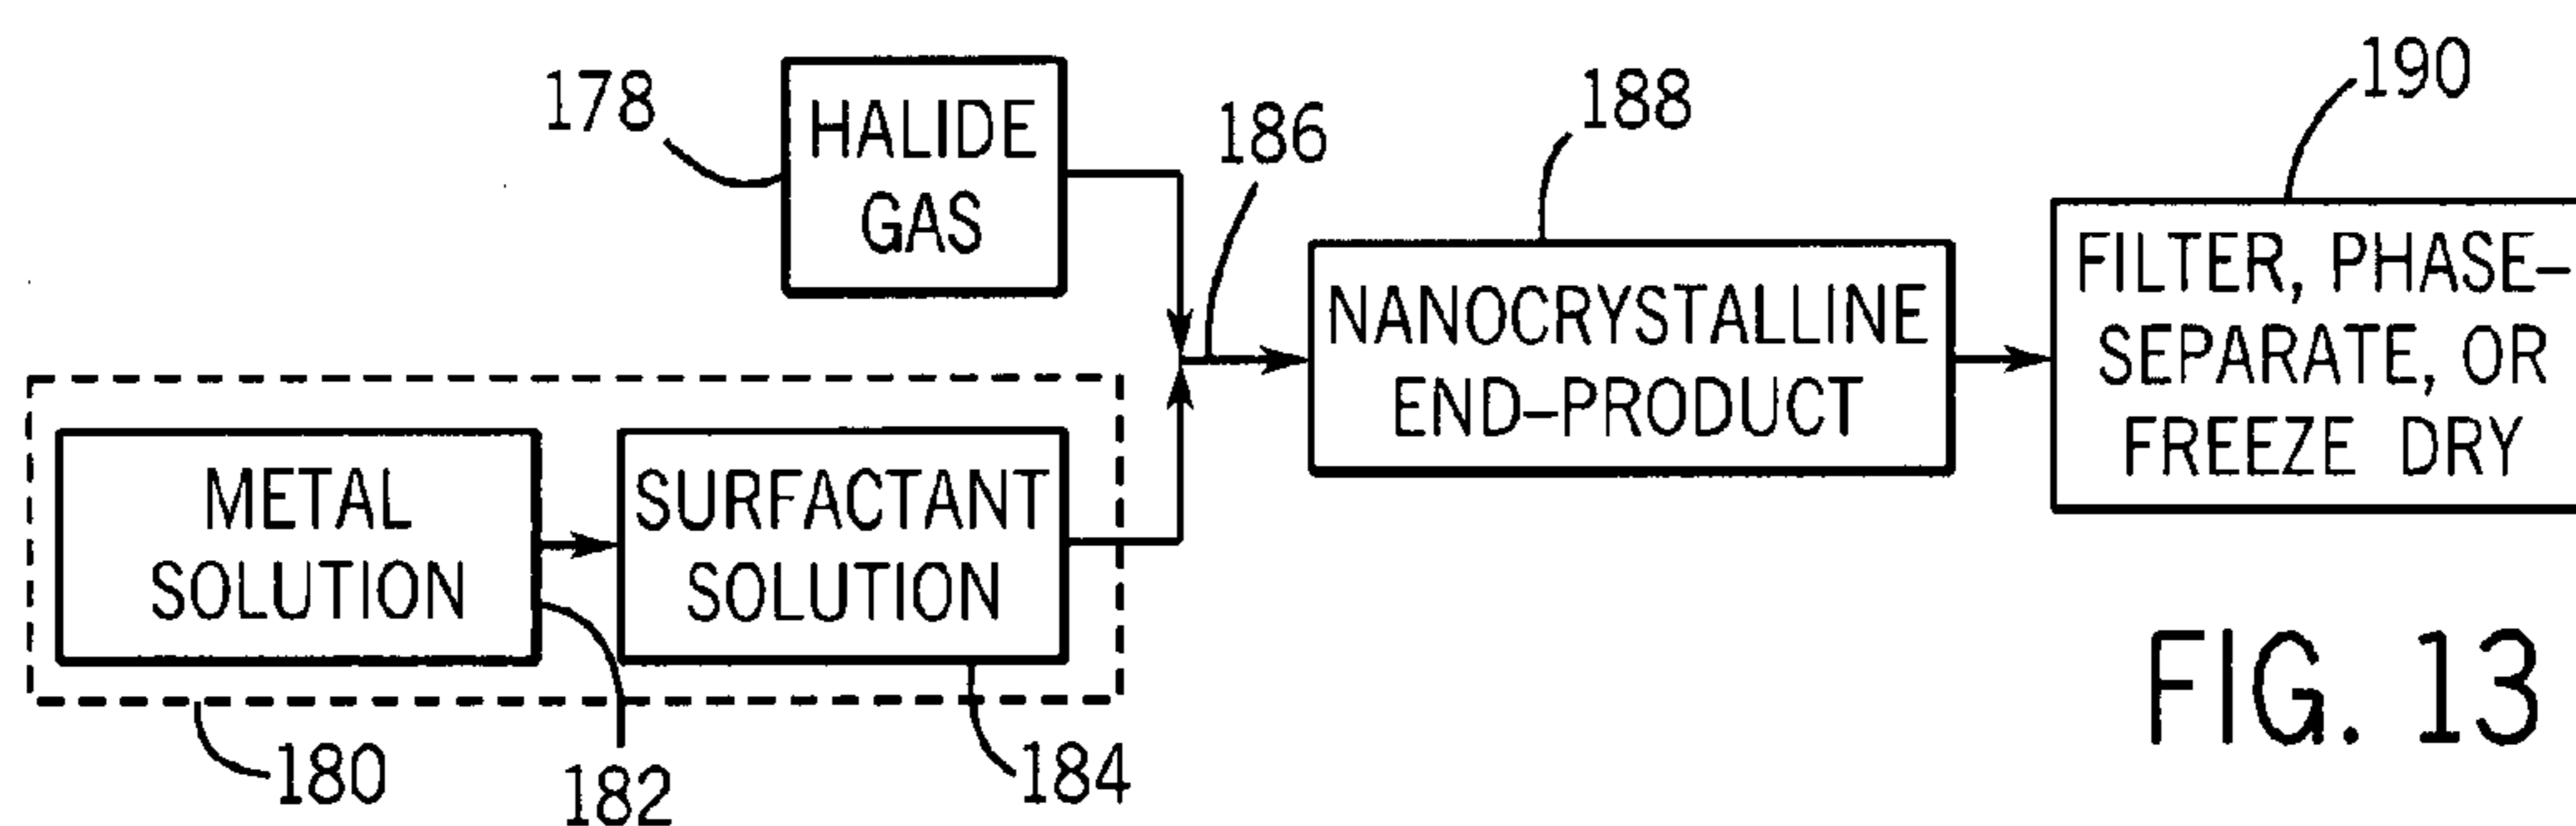 178
HALIDE
GAS
186
188
190
NANOCRYSTALLINE
END–PRODUCT
FILTER, PHASE–
SEPARATE, OR
FREEZE DRY
METAL
SOLUTION
SURFACTANT
SOLUTION
180
182
184
FIG. 13